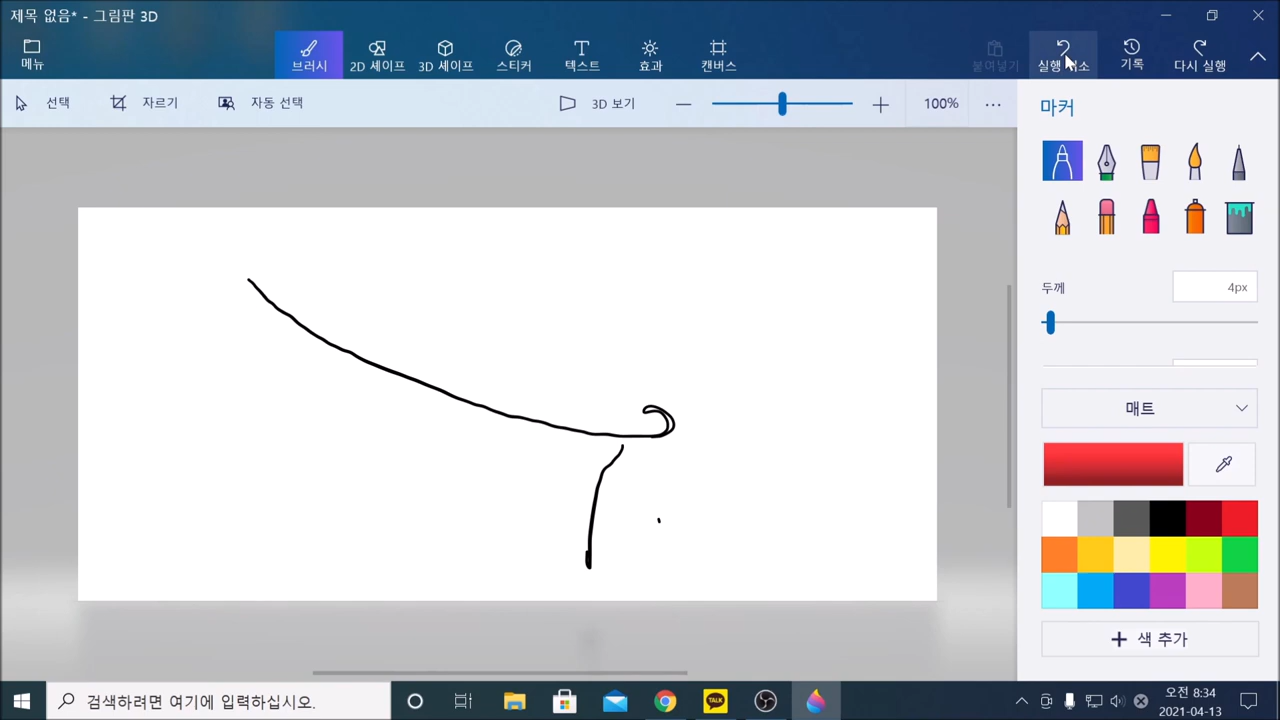 제목 없음* - 그림판 3D
메뉴
브러시
2D 셰이프
3D 셰이프
스티커
텍스트
효과
캔버스
붙여넣기
실행 취소
기록
다시 실행
선택
자르기
자동 선택
3D 보기
100%
마커
두께
4px
매트
색 추가
검색하려면 여기에 입력하십시오.
TALK
오전 8:34
2021-04-13